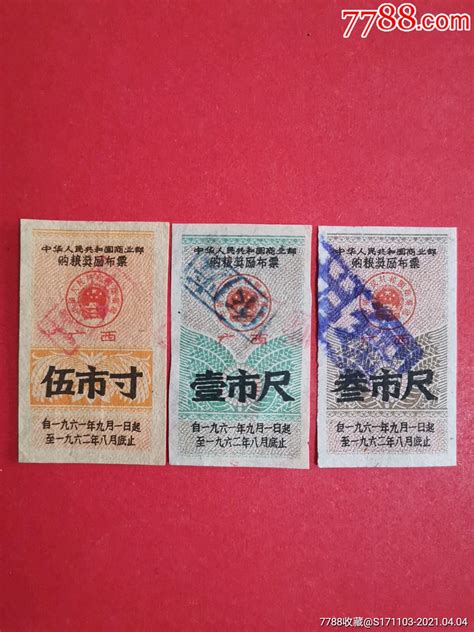 7788.com
中华人民共和国商业部
购粮奖励布票
广西
伍市寸
自一九六一年九月一日起
至一九六二年八月底止
中华人民共和国商业部
购粮奖励布票
广西
壹市尺
自一九六一年九月一日起
至一九六二年八月底止
中华人民共和国商业部
购粮奖励布票
西
叁市尺
自一九六一年九月一日起
至一九六二年八月底止
7788收藏@S171103-2021.04.04